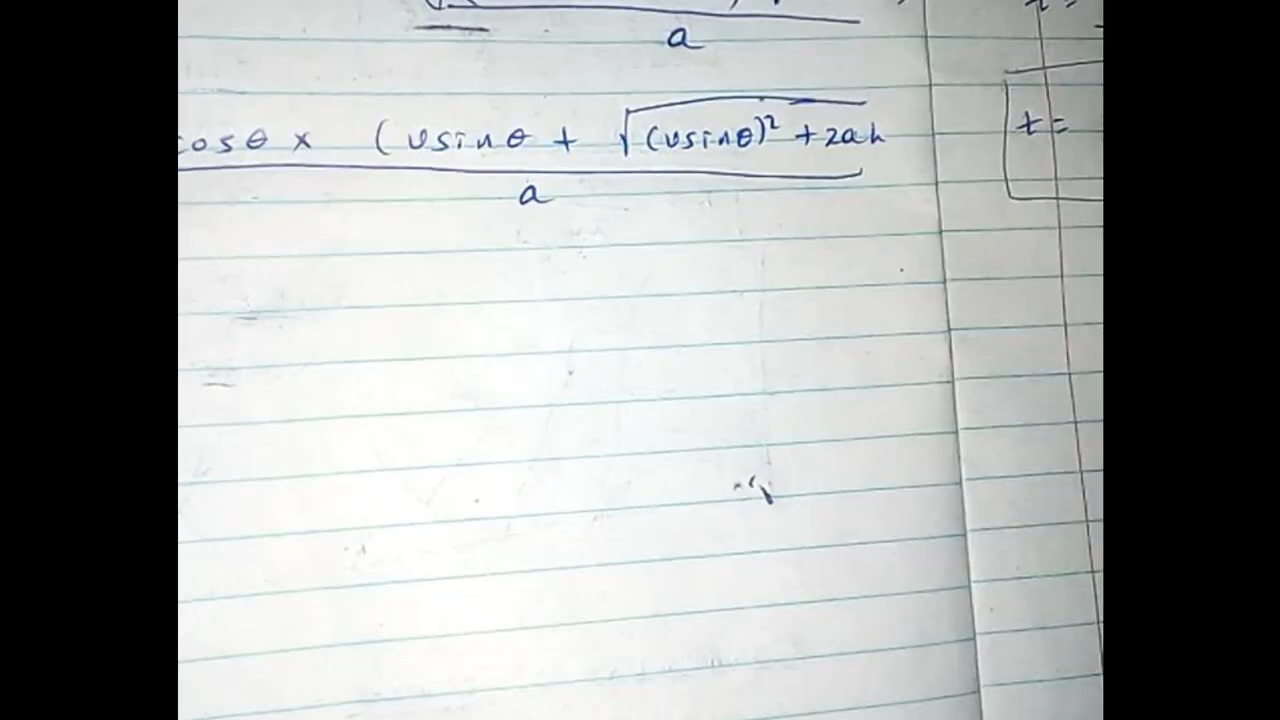 a
cosθ x (usinθ + √(usinθ)² + 2ah
a
t=